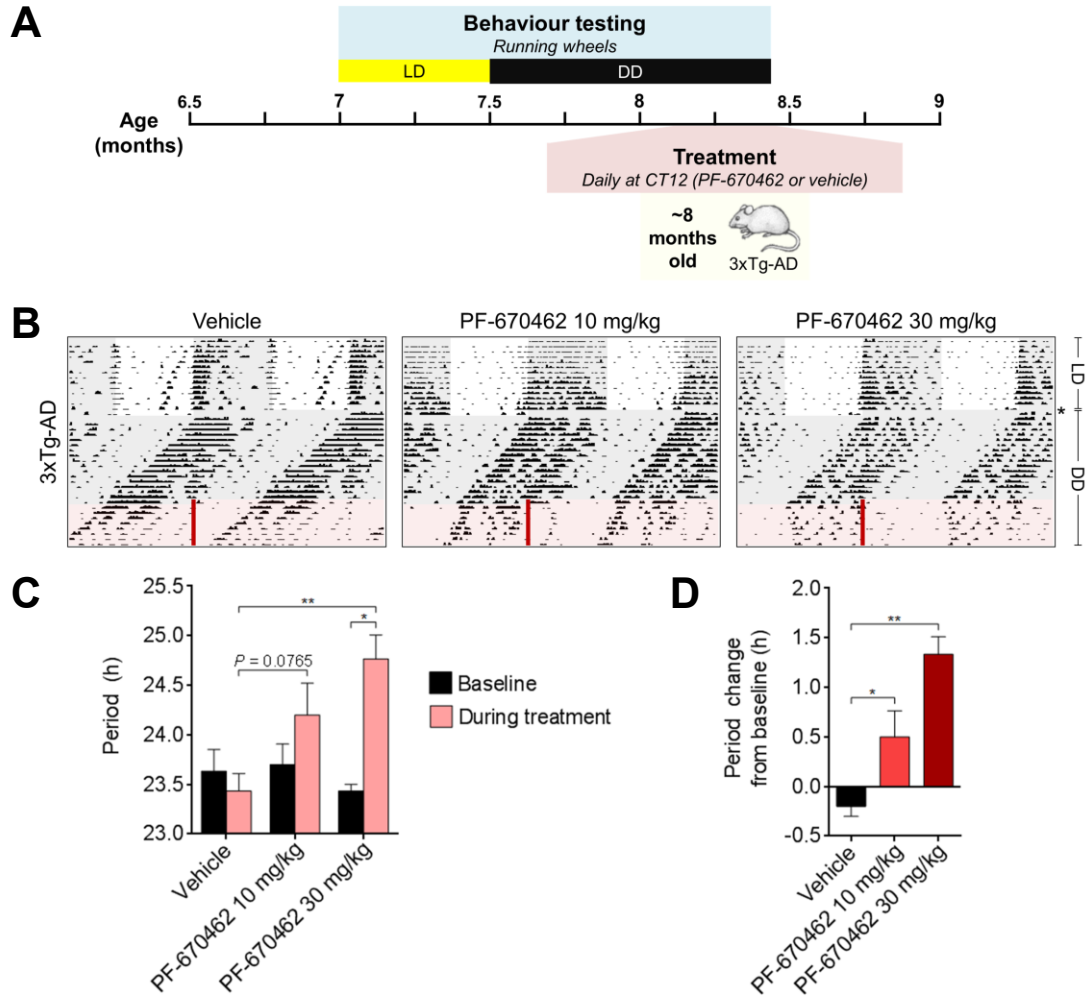 A
Behaviour testing
Running wheels
LD
DD
6.5
7
7.5
8
8.5
9
Age
(months)
Treatment
Daily at CT12 (PF-670462 or vehicle)
~8
months
old
3xTg-AD
B
Vehicle
PF-670462 10 mg/kg
PF-670462 30 mg/kg
3xTg-AD
LD
*
DD
C
25.5
25.0
24.5
24.0
23.5
23.0
Period (h)
**
*
P = 0.0765
Baseline
During treatment
Vehicle
PF-670462 10 mg/kg
PF-670462 30 mg/kg
D
2.0
1.5
1.0
0.5
0.0
-0.5
Period change
from baseline (h)
**
*
Vehicle
PF-670462 10 mg/kg
PF-670462 30 mg/kg